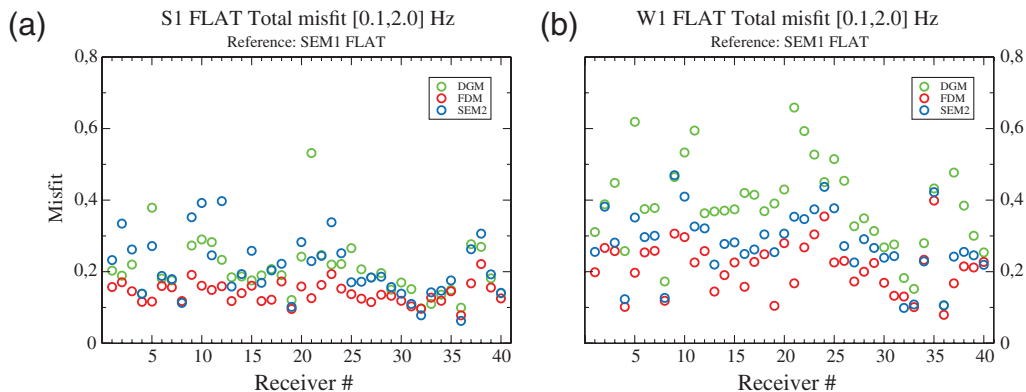 (a)
S1 FLAT Total misfit [0.1,2.0] Hz
Reference: SEM1 FLAT
0,8
0,6
0,4
0,2
0
Misfit
DGM
FDM
SEM2
5 10 15 20 25 30 35 40
Receiver #
(b)
W1 FLAT Total misfit [0.1,2.0] Hz
Reference: SEM1 FLAT
DGM
FDM
SEM2
0,8
0,6
0,4
0,2
0
5 10 15 20 25 30 35 40
Receiver #